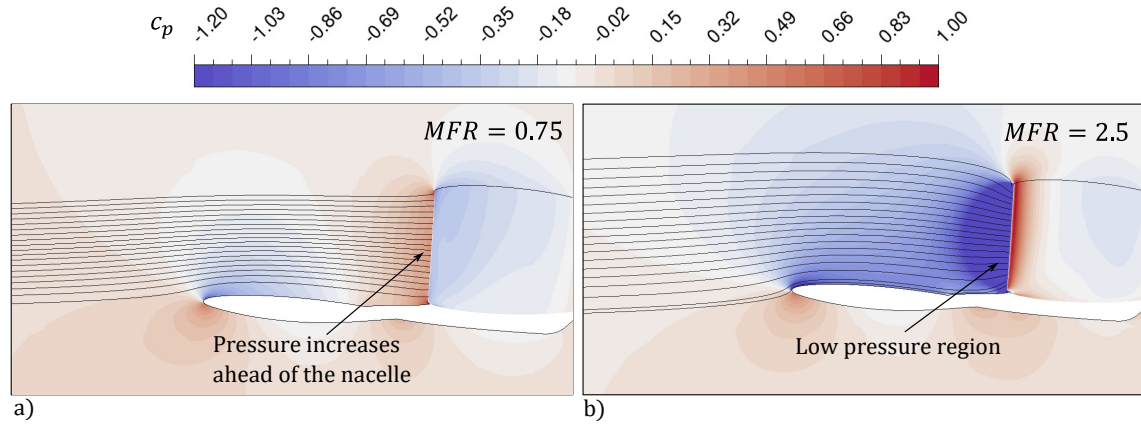 c_p -1.20 -1.03 -0.86 -0.69 -0.52 -0.35 -0.18 -0.02 0.15 0.32 0.49 0.66 0.83 1.00
MFR = 0.75
MFR = 2.5
Pressure increases
ahead of the nacelle
Low pressure region
a)
b)